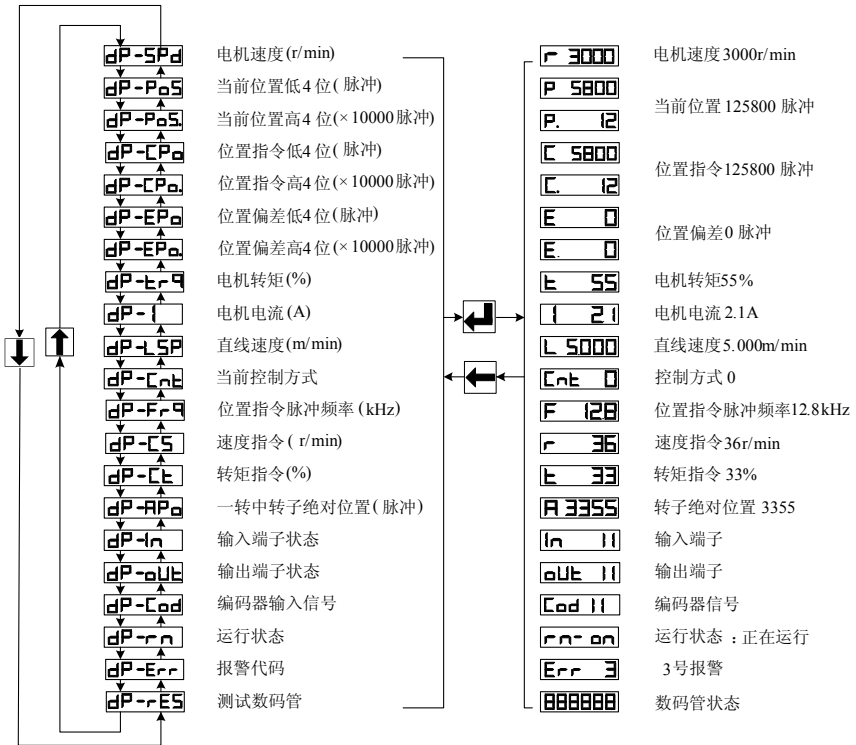 dP-SPd 电机速度(r/min) r 3000 电机速度3000r/min
dP-PoS 当前位置低4位(脉冲) P 5800
当前位置125800脉冲
dP-PoS. 当前位置高4位(×10000脉冲) P. 12
dP-CPo 位置指令低4位(脉冲) C 5800
位置指令125800脉冲
dP-CPo. 位置指令高4位(×10000脉冲) C. 12
dP-EPo 位置偏差低4位(脉冲) E 0
位置偏差0脉冲
dP-EPo. 位置偏差高4位(×10000脉冲) E. 0
dP-trq 电机转矩(%) t 55 电机转矩55%
dP-I 电机电流(A) I 21 电机电流2.1A
dP-LSP 直线速度(m/min) L 5.000 直线速度5.000m/min
dP-Cnt 当前控制方式 Cnt 0 控制方式0
dP-Frq 位置指令脉冲频率(kHz) F 128 位置指令脉冲频率12.8kHz
dP-CS 速度指令(r/min) r 36 速度指令36r/min
dP-Ct 转矩指令(%) t 33 转矩指令33%
dP-APo 一转中转子绝对位置(脉冲) A 3355 转子绝对位置3355
dP-In 输入端子状态 In 11 输入端子
dP-oUt 输出端子状态 oUt 11 输出端子
dP-Cod 编码器输入信号 Cod 11 编码器信号
dP-rn 运行状态 rn-on 运行状态:正在运行
dP-Err 报警代码 Err 3 3号报警
dP-rES 测试数码管 888888 数码管状态